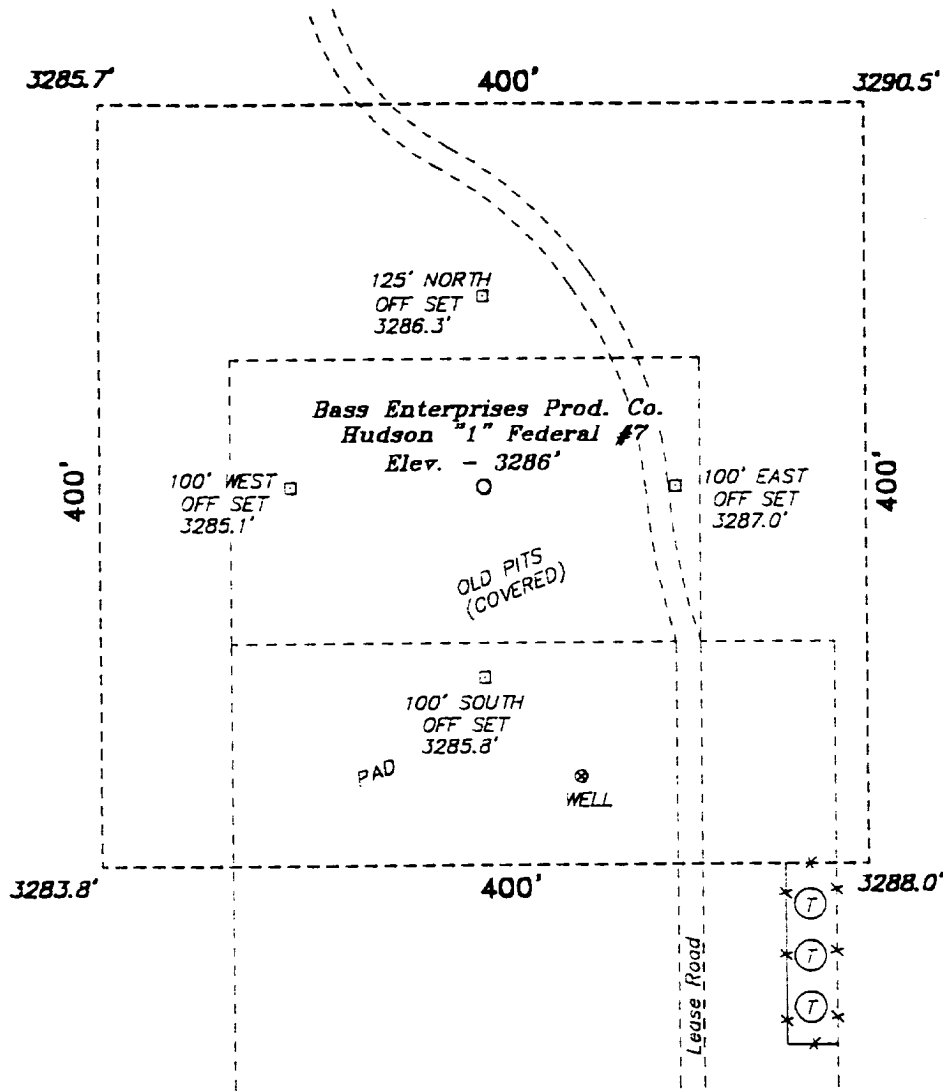 3285.7'
400'
3290.5'
125' NORTH
OFF SET
3286.3'
Bass Enterprises Prod. Co.
Hudson "1" Federal #7
Elev. - 3286'
400'
100' WEST
OFF SET
3285.1'
100' EAST
OFF SET
3287.0'
400'
OLD PITS
(COVERED)
100' SOUTH
OFF SET
3285.8'
PAD
WELL
3283.8'
400'
3288.0'
T
T
T
Lease Road